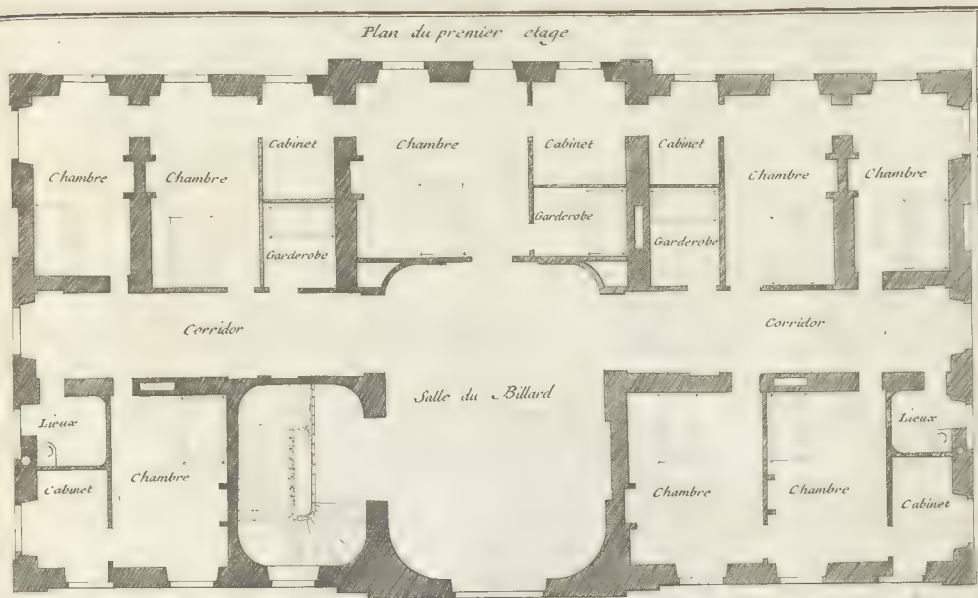 Plan du premier etage
Cabinet
Chambre
Cabinet
Cabinet
Chambre
Chambre
Chambre
Chambre
Garderobe
Garderobe
Garderobe
Corridor
Corridor
Salle du Billard
Lieux
Lieux
Cabinet
Chambre
Chambre
Chambre
Cabinet